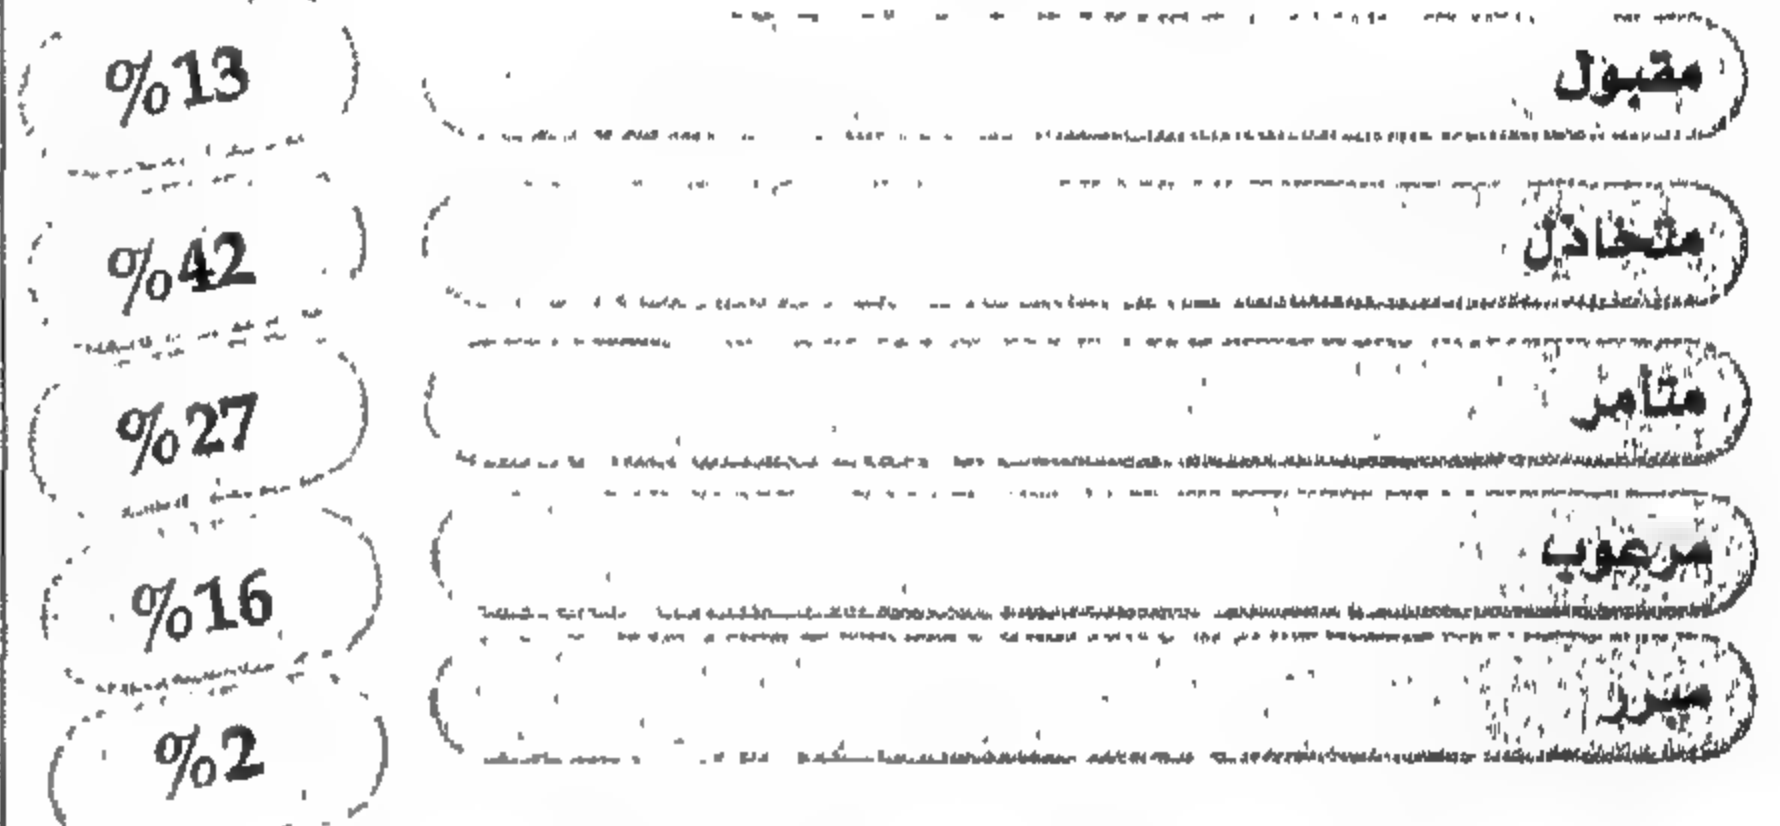 مقبول %13
متخاذل %42
متآمر %27
مرعوب %16
مبرر %2